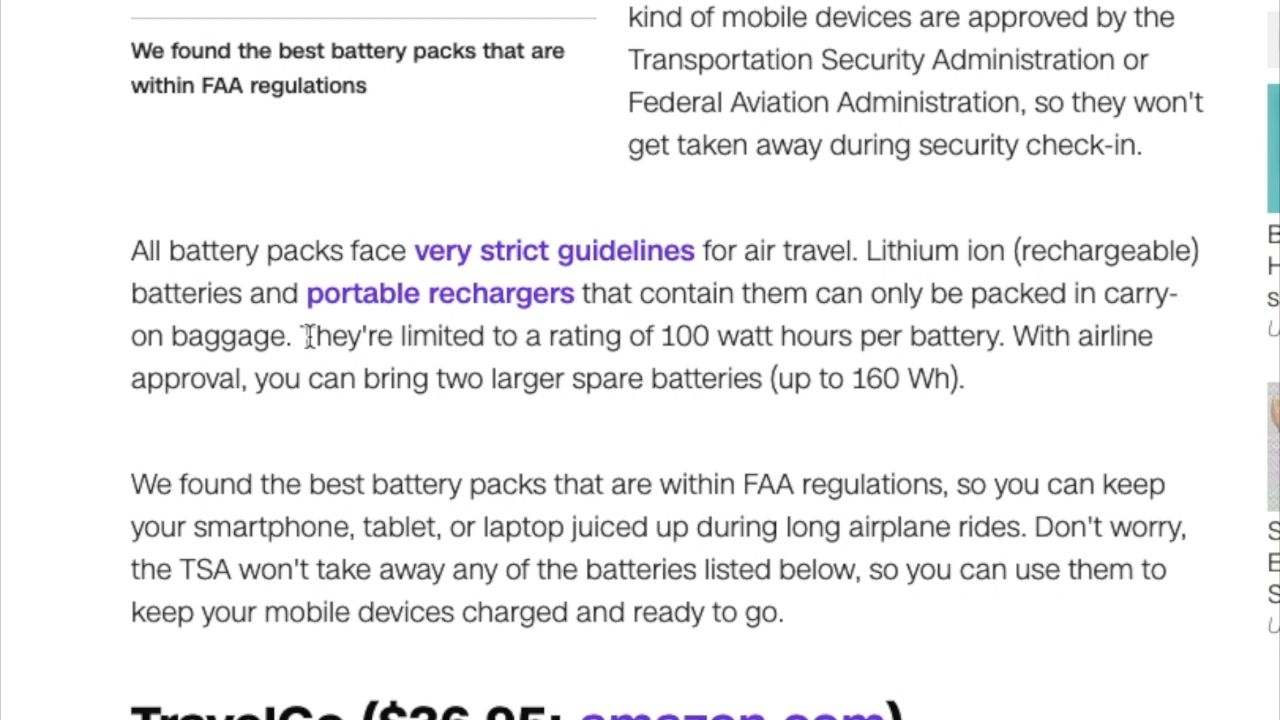 We found the best battery packs that are
within FAA regulations
kind of mobile devices are approved by the
Transportation Security Administration or
Federal Aviation Administration, so they won't
get taken away during security check-in.
All battery packs face very strict guidelines for air travel. Lithium ion (rechargeable)
batteries and portable rechargers that contain them can only be packed in carry-
on baggage. They're limited to a rating of 100 watt hours per battery. With airline
approval, you can bring two larger spare batteries (up to 160 Wh).
We found the best battery packs that are within FAA regulations, so you can keep
your smartphone, tablet, or laptop juiced up during long airplane rides. Don't worry,
the TSA won't take away any of the batteries listed below, so you can use them to
keep your mobile devices charged and ready to go.
TravelGo ($36.95; amazon.com)